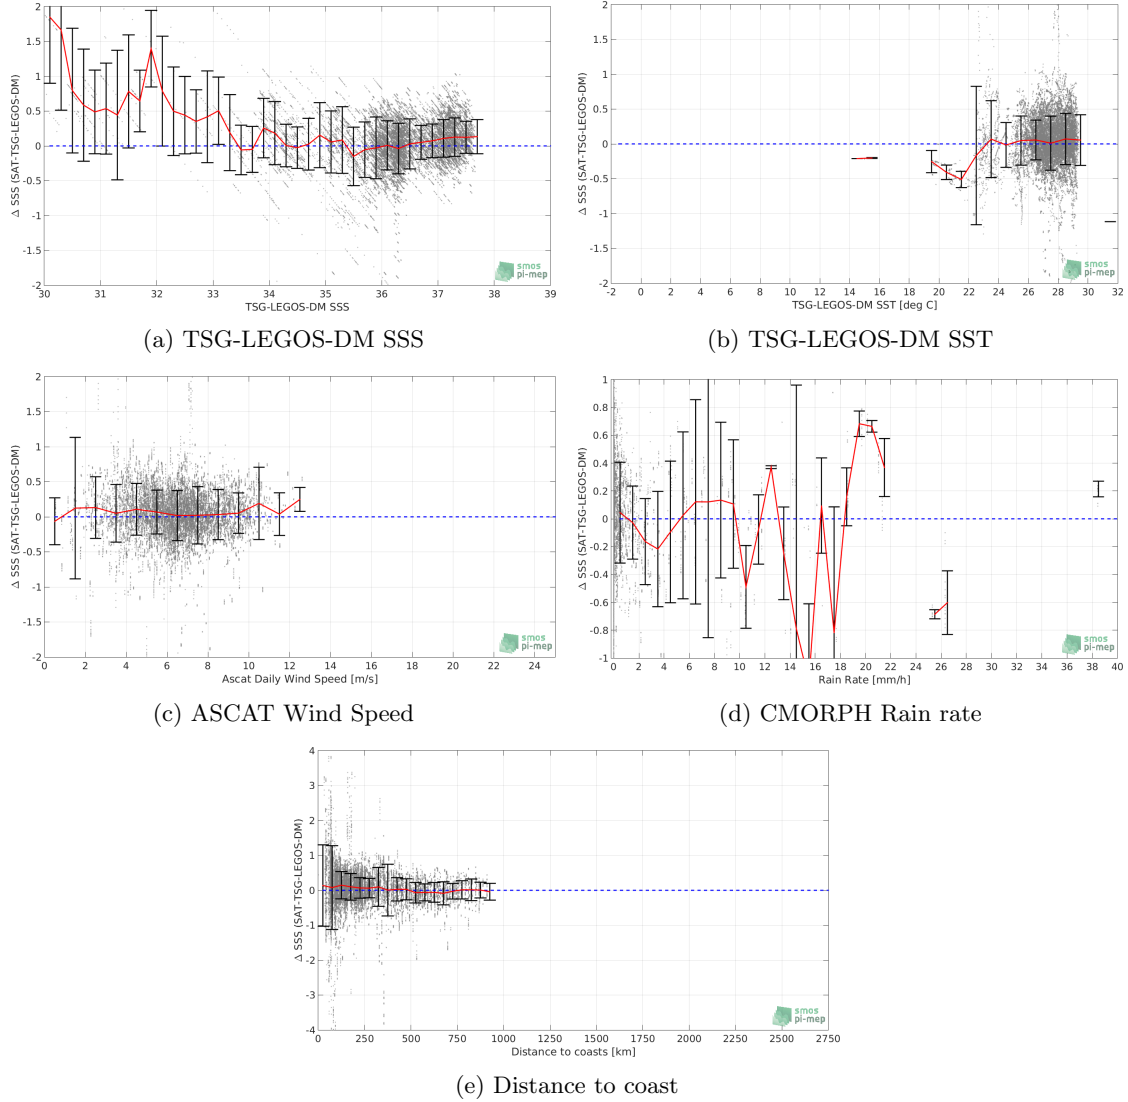 2
1.5
1
0.5
0
-0.5
-1
-1.5
-2
Δ SSS (SAT-TSG-LEGOS-DM)
30 31 32 33 34 35 36 37 38 39
TSG-LEGOS-DM SSS
smos
pi-mep
(a) TSG-LEGOS-DM SSS
2
1.5
1
0.5
0
-0.5
-1
-1.5
-2
Δ SSS (SAT-TSG-LEGOS-DM)
-2 0 2 4 6 8 10 12 14 16 18 20 22 24 26 28 30 32
TSG-LEGOS-DM SST [deg C]
smos
pi-mep
(b) TSG-LEGOS-DM SST
2
1.5
1
0.5
0
-0.5
-1
-1.5
-2
Δ SSS (SAT-TSG-LEGOS-DM)
0 2 4 6 8 10 12 14 16 18 20 22 24
Ascat Daily Wind Speed [m/s]
smos
pi-mep
(c) ASCAT Wind Speed
1
0.8
0.6
0.4
0.2
0
-0.2
-0.4
-0.6
-0.8
-1
Δ SSS (SAT-TSG-LEGOS-DM)
0 2 4 6 8 10 12 14 16 18 20 22 24 26 28 30 32 34 36 38 40
Rain Rate [mm/h]
smos
pi-mep
(d) CMORPH Rain rate
4
3
2
1
0
-1
-2
-3
-4
Δ SSS (SAT-TSG-LEGOS-DM)
0 250 500 750 1000 1250 1500 1750 2000 2250 2500 2750
Distance to coasts [km]
smos
pi-mep
(e) Distance to coast